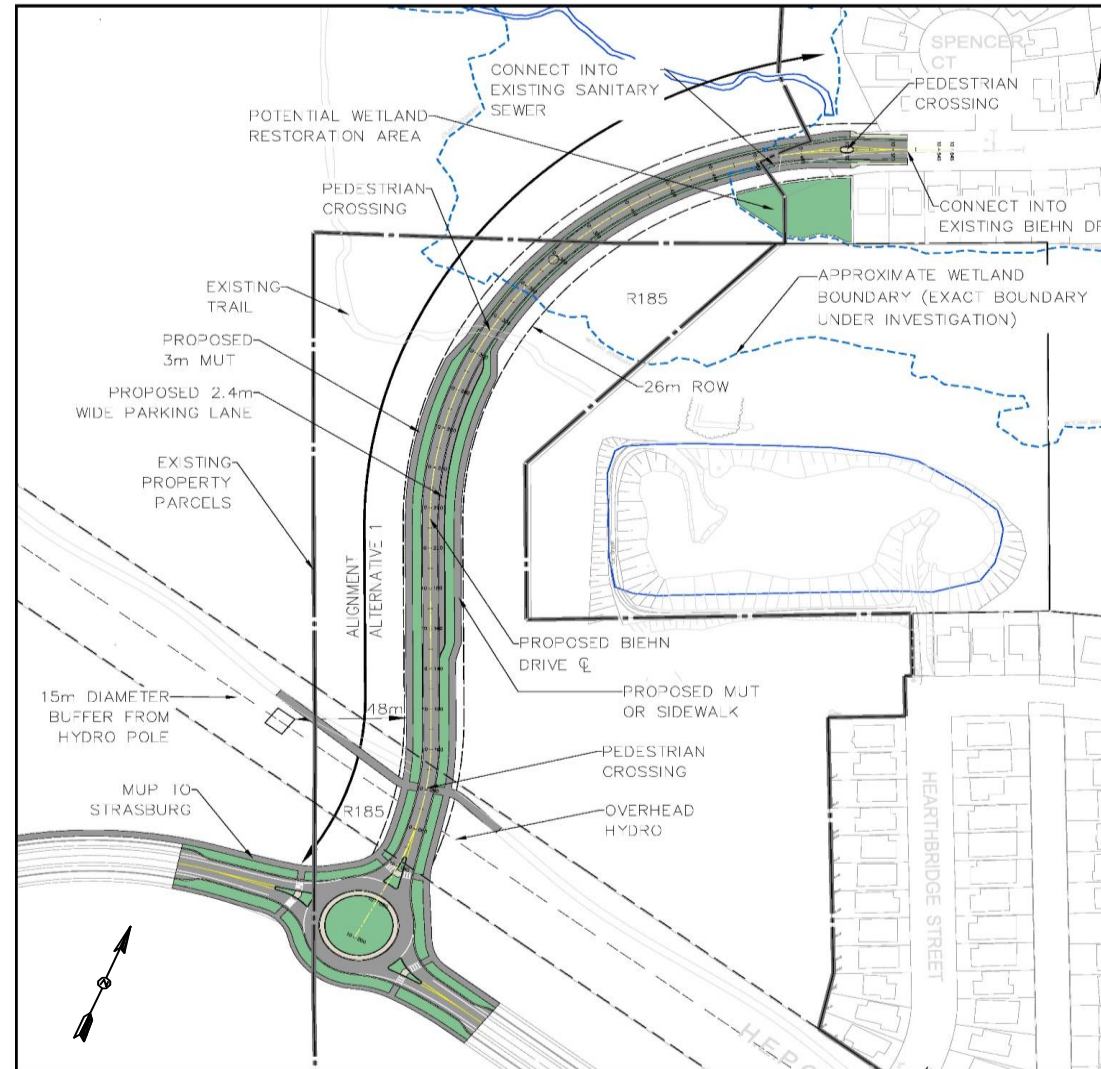 SPENCER
CT
CONNECT INTO
EXISTING SANITARY
SEWER
PEDESTRIAN
CROSSING
POTENTIAL WETLAND
RESTORATION AREA
PEDESTRIAN
CROSSING
CONNECT INTO
EXISTING BIEHN DR
EXISTING
TRAIL
R185
APPROXIMATE WETLAND
BOUNDARY (EXACT BOUNDARY
UNDER INVESTIGATION)
PROPOSED
3m MUT
26m ROW
PROPOSED 2.4m
WIDE PARKING LANE
EXISTING
PROPERTY
PARCELS
ALIGNMENT
ALTERNATIVE 1
PROPOSED BIEHN
DRIVE ℄
15m DIAMETER
BUFFER FROM
HYDRO POLE
48m
PROPOSED MUT
OR SIDEWALK
PEDESTRIAN
CROSSING
MUP TO
STRASBURG
R185
OVERHEAD
HYDRO
HEARTHBRIDGE STREET
N